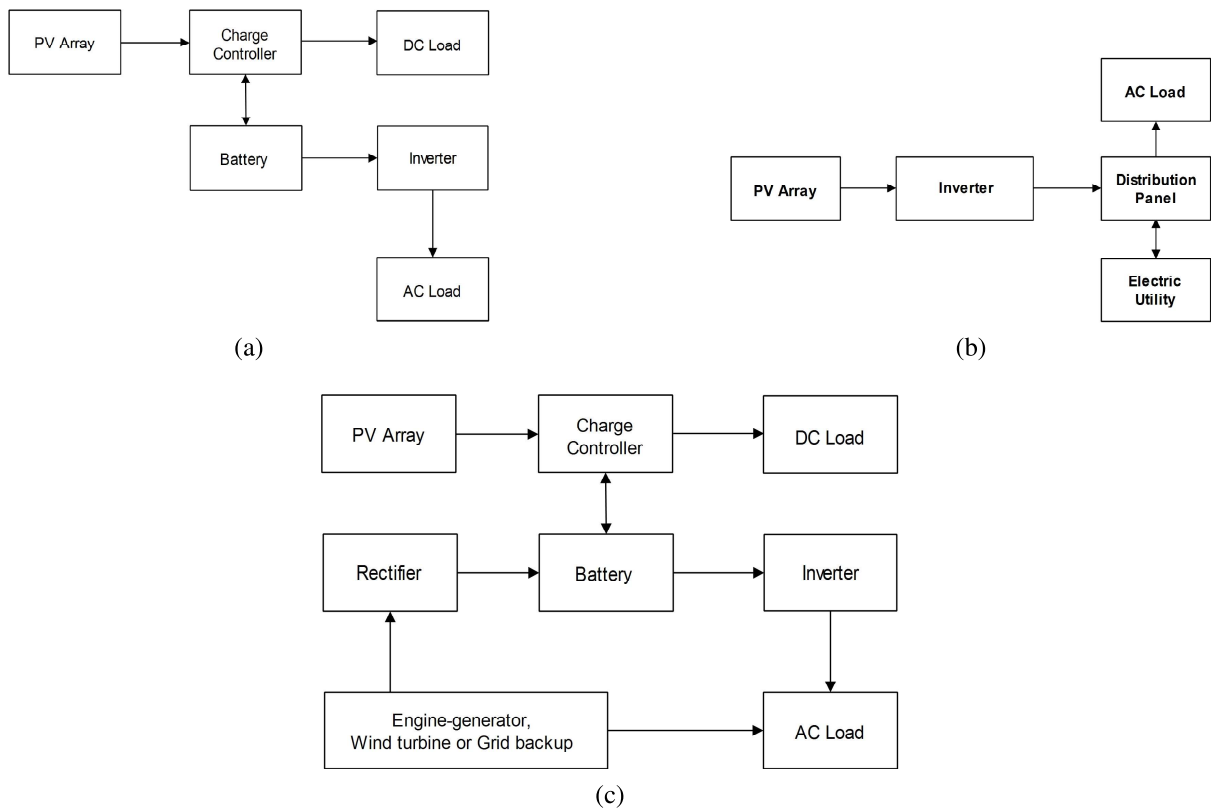 PV Array
Charge
Controller
DC Load
Battery
Inverter
AC Load
(a)
AC Load
PV Array
Inverter
Distribution
Panel
Electric
Utility
(b)
PV Array
Charge
Controller
DC Load
Rectifier
Battery
Inverter
Engine-generator,
Wind turbine or Grid backup
AC Load
(c)